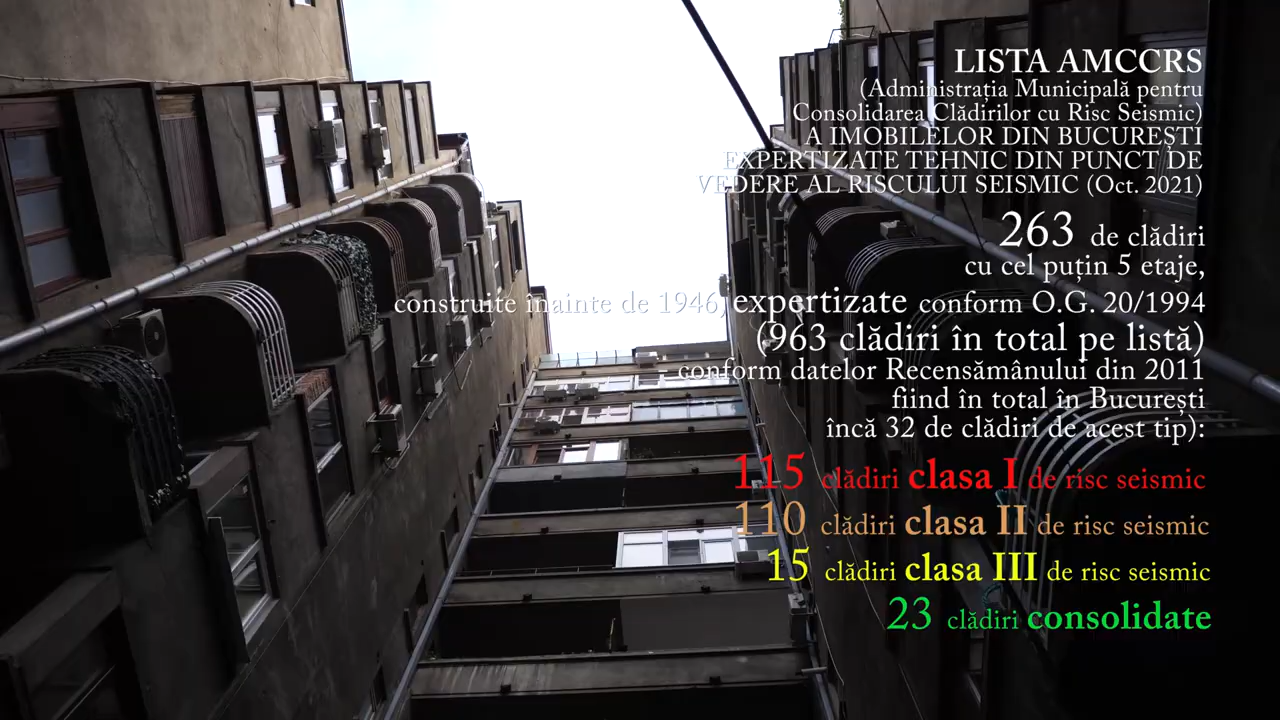 LISTA AMCCRS
(Administrația Municipală pentru
Consolidarea Clădirilor cu Risc Seismic)
A IMOBILELOR DIN BUCUREȘTI
EXPERTIZATE TEHNIC DIN PUNCT DE
VEDERE AL RISCULUI SEISMIC (Oct. 2021)
263 de clădiri
cu cel puțin 5 etaje,
construite înainte de 1946, expertizate conform O.G. 20/1994
(963 clădiri în total pe listă)
- conform datelor Recensămânului din 2011
fiind în total în București
încă 32 de clădiri de acest tip):
115 clădiri clasa I de risc seismic
110 clădiri clasa II de risc seismic
15 clădiri clasa III de risc seismic
23 clădiri consolidate